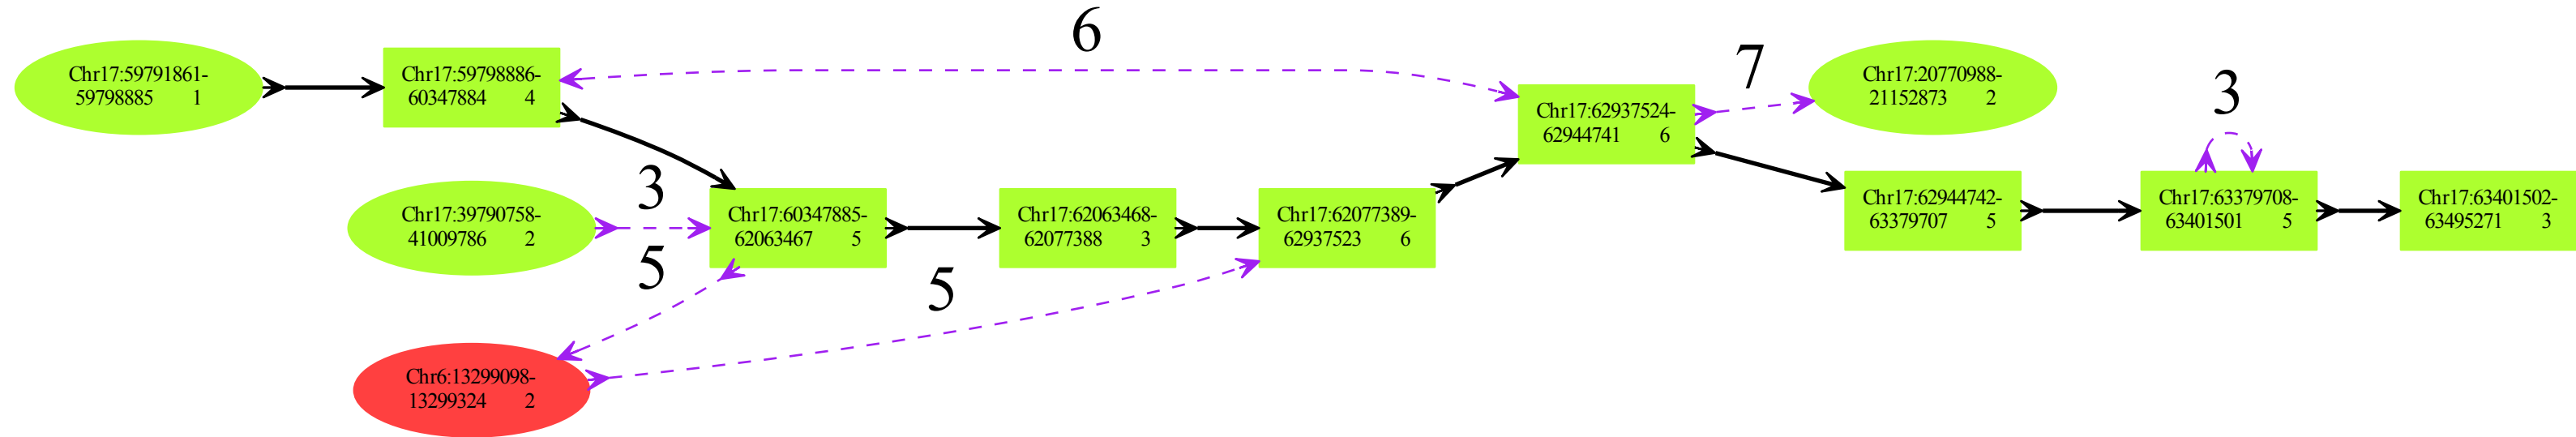 6
7
Chr17:59791861-
59798885 1
Chr17:59798886-
60347884 4
Chr17:62937524-
62944741 6
Chr17:20770988-
21152873 2
3
3
Chr17:39790758-
41009786 2
Chr17:60347885-
62063467 5
Chr17:62063468-
62077388 3
Chr17:62077389-
62937523 6
Chr17:62944742-
63379707 5
Chr17:63379708-
63401501 5
Chr17:63401502-
63495271 3
5
5
Chr6:13299098-
13299324 2